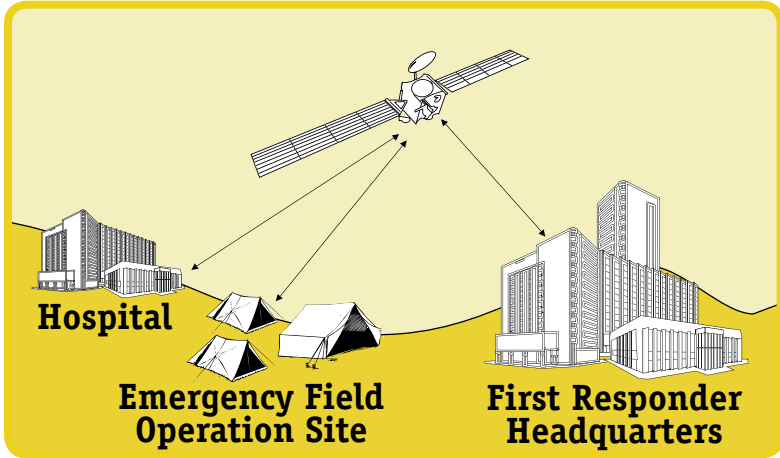 Hospital
Emergency Field
Operation Site
First Responder
Headquarters